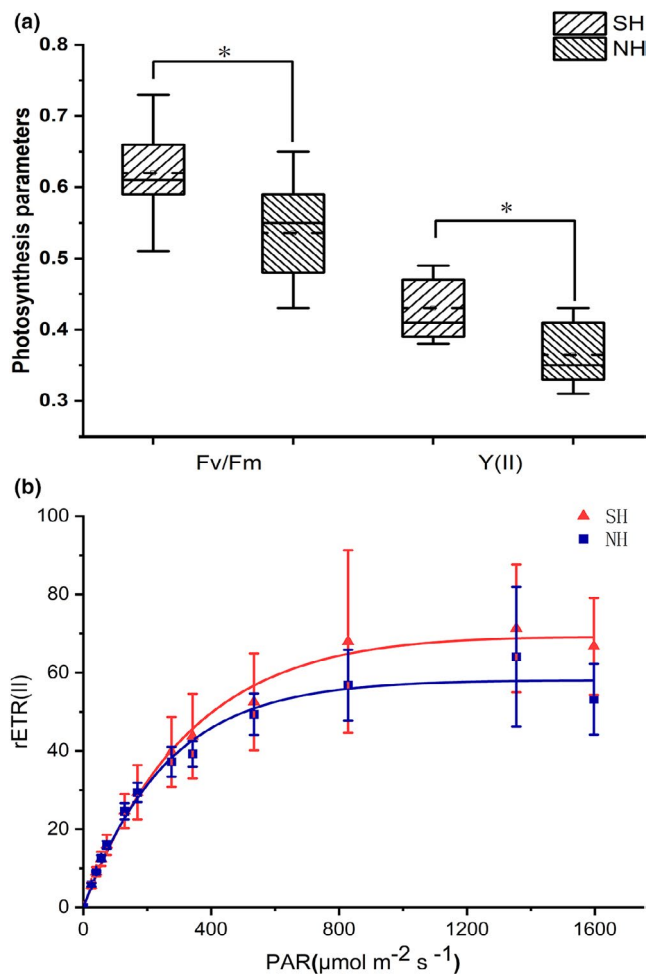 (a)
SH
NH
*
*
Photosynthesis parameters
0.8
0.7
0.6
0.5
0.4
0.3
Fv/Fm
Y(II)
(b)
SH
NH
rETR(II)
100
80
60
40
20
0
0
400
800
1200
1600
PAR(μmol m⁻² s⁻¹)